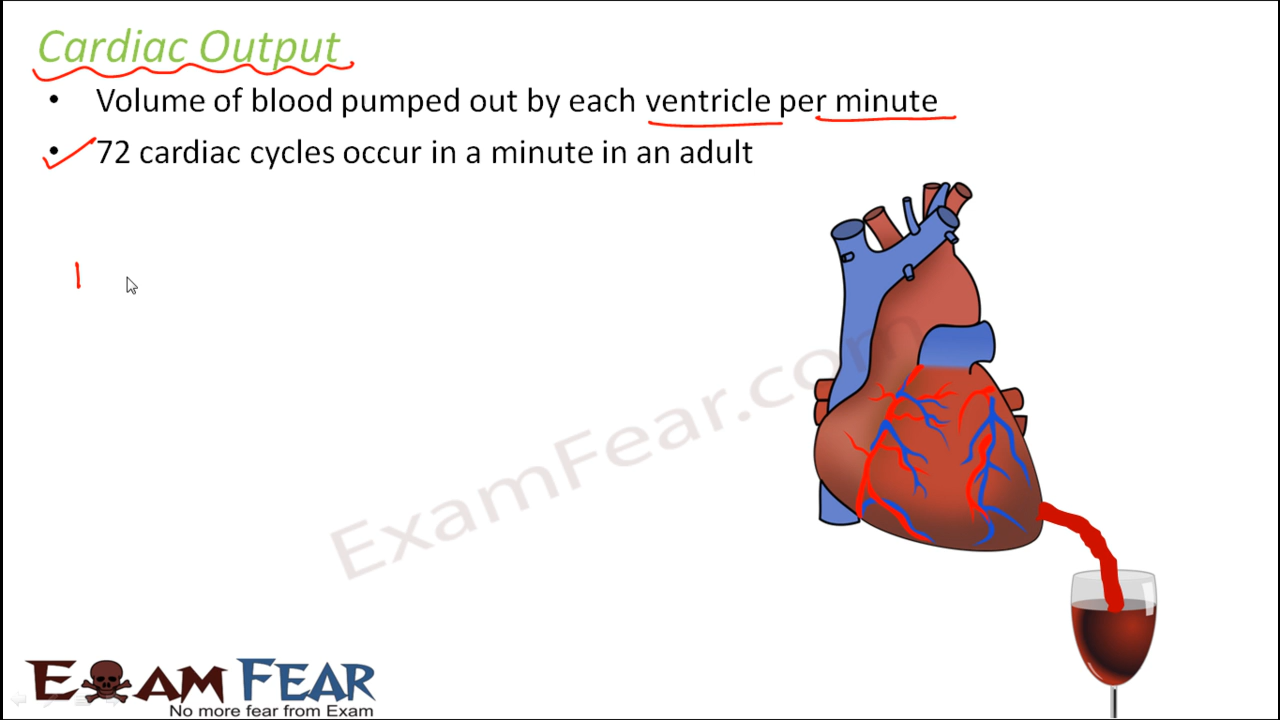 Cardiac Output
• Volume of blood pumped out by each ventricle per minute
• 72 cardiac cycles occur in a minute in an adult
1
ExamFear.com
EXAM FEAR
No more fear from Exam